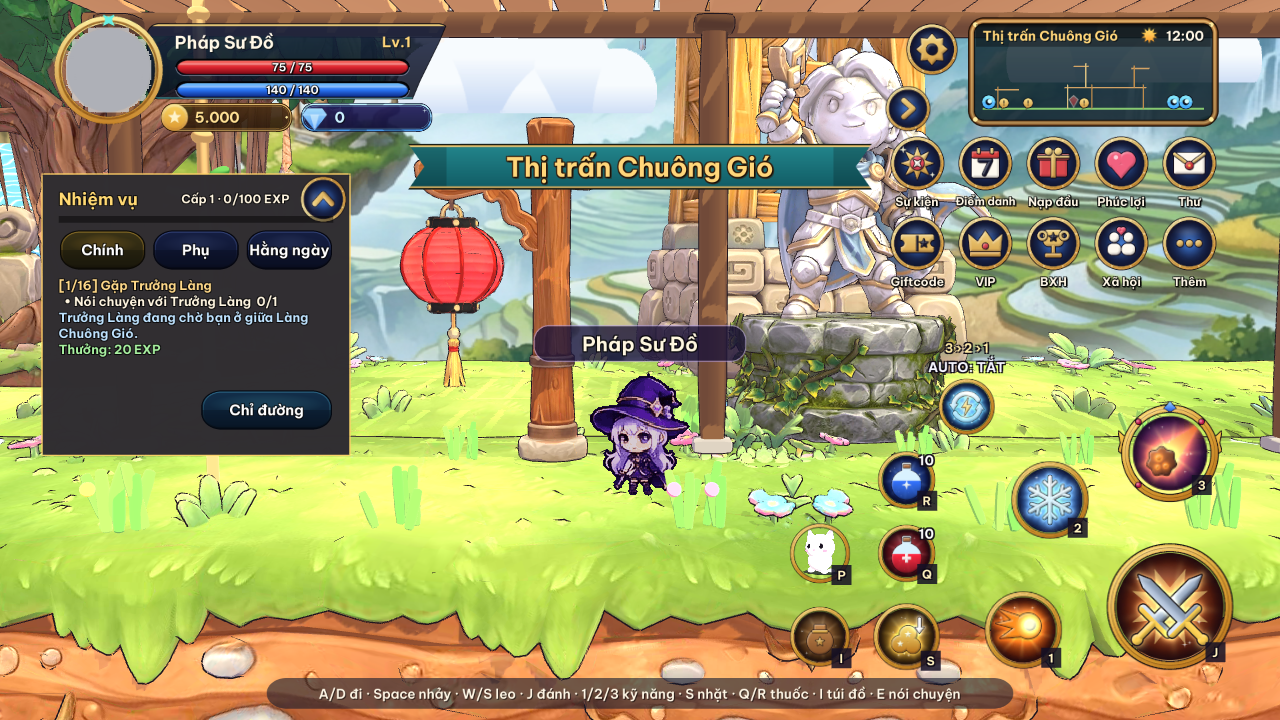 Pháp Sư Đồ
Lv.1
75 / 75
140 / 140
5.000
0
Thị trấn Chuông Gió
12:00
Thị trấn Chuông Gió
Nhiệm vụ
Cấp 1 · 0/100 EXP
Chính
Phụ
Hằng ngày
[1/16] Gặp Trưởng Làng
• Nói chuyện với Trưởng Làng 0/1
Trưởng Làng đang chờ bạn ở giữa Làng
Chuông Gió.
Thưởng: 20 EXP
Chỉ đường
7
Sự kiện
Điểm danh
Nạp đầu
Phúc lợi
Thư
Giftcode
VIP
BXH
Xã hội
Thêm
Pháp Sư Đồ
3›2›1
AUTO: TẮT
10
R
10
Q
P
I
S
1
2
3
J
A/D đi · Space nhảy · W/S leo · J đánh · 1/2/3 kỹ năng · S nhặt · Q/R thuốc · I túi đồ · E nói chuyện